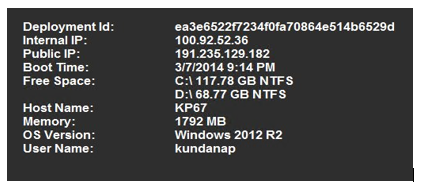 Deployment Id: ea3e6522f7234f0fa70864e514b6529d
Internal IP: 100.92.52.36
Public IP: 191.235.129.182
Boot Time: 3/7/2014 9:14 PM
Free Space: C:\ 117.78 GB NTFS
D:\ 68.77 GB NTFS
Host Name: KP67
Memory: 1792 MB
OS Version: Windows 2012 R2
User Name: kundanap